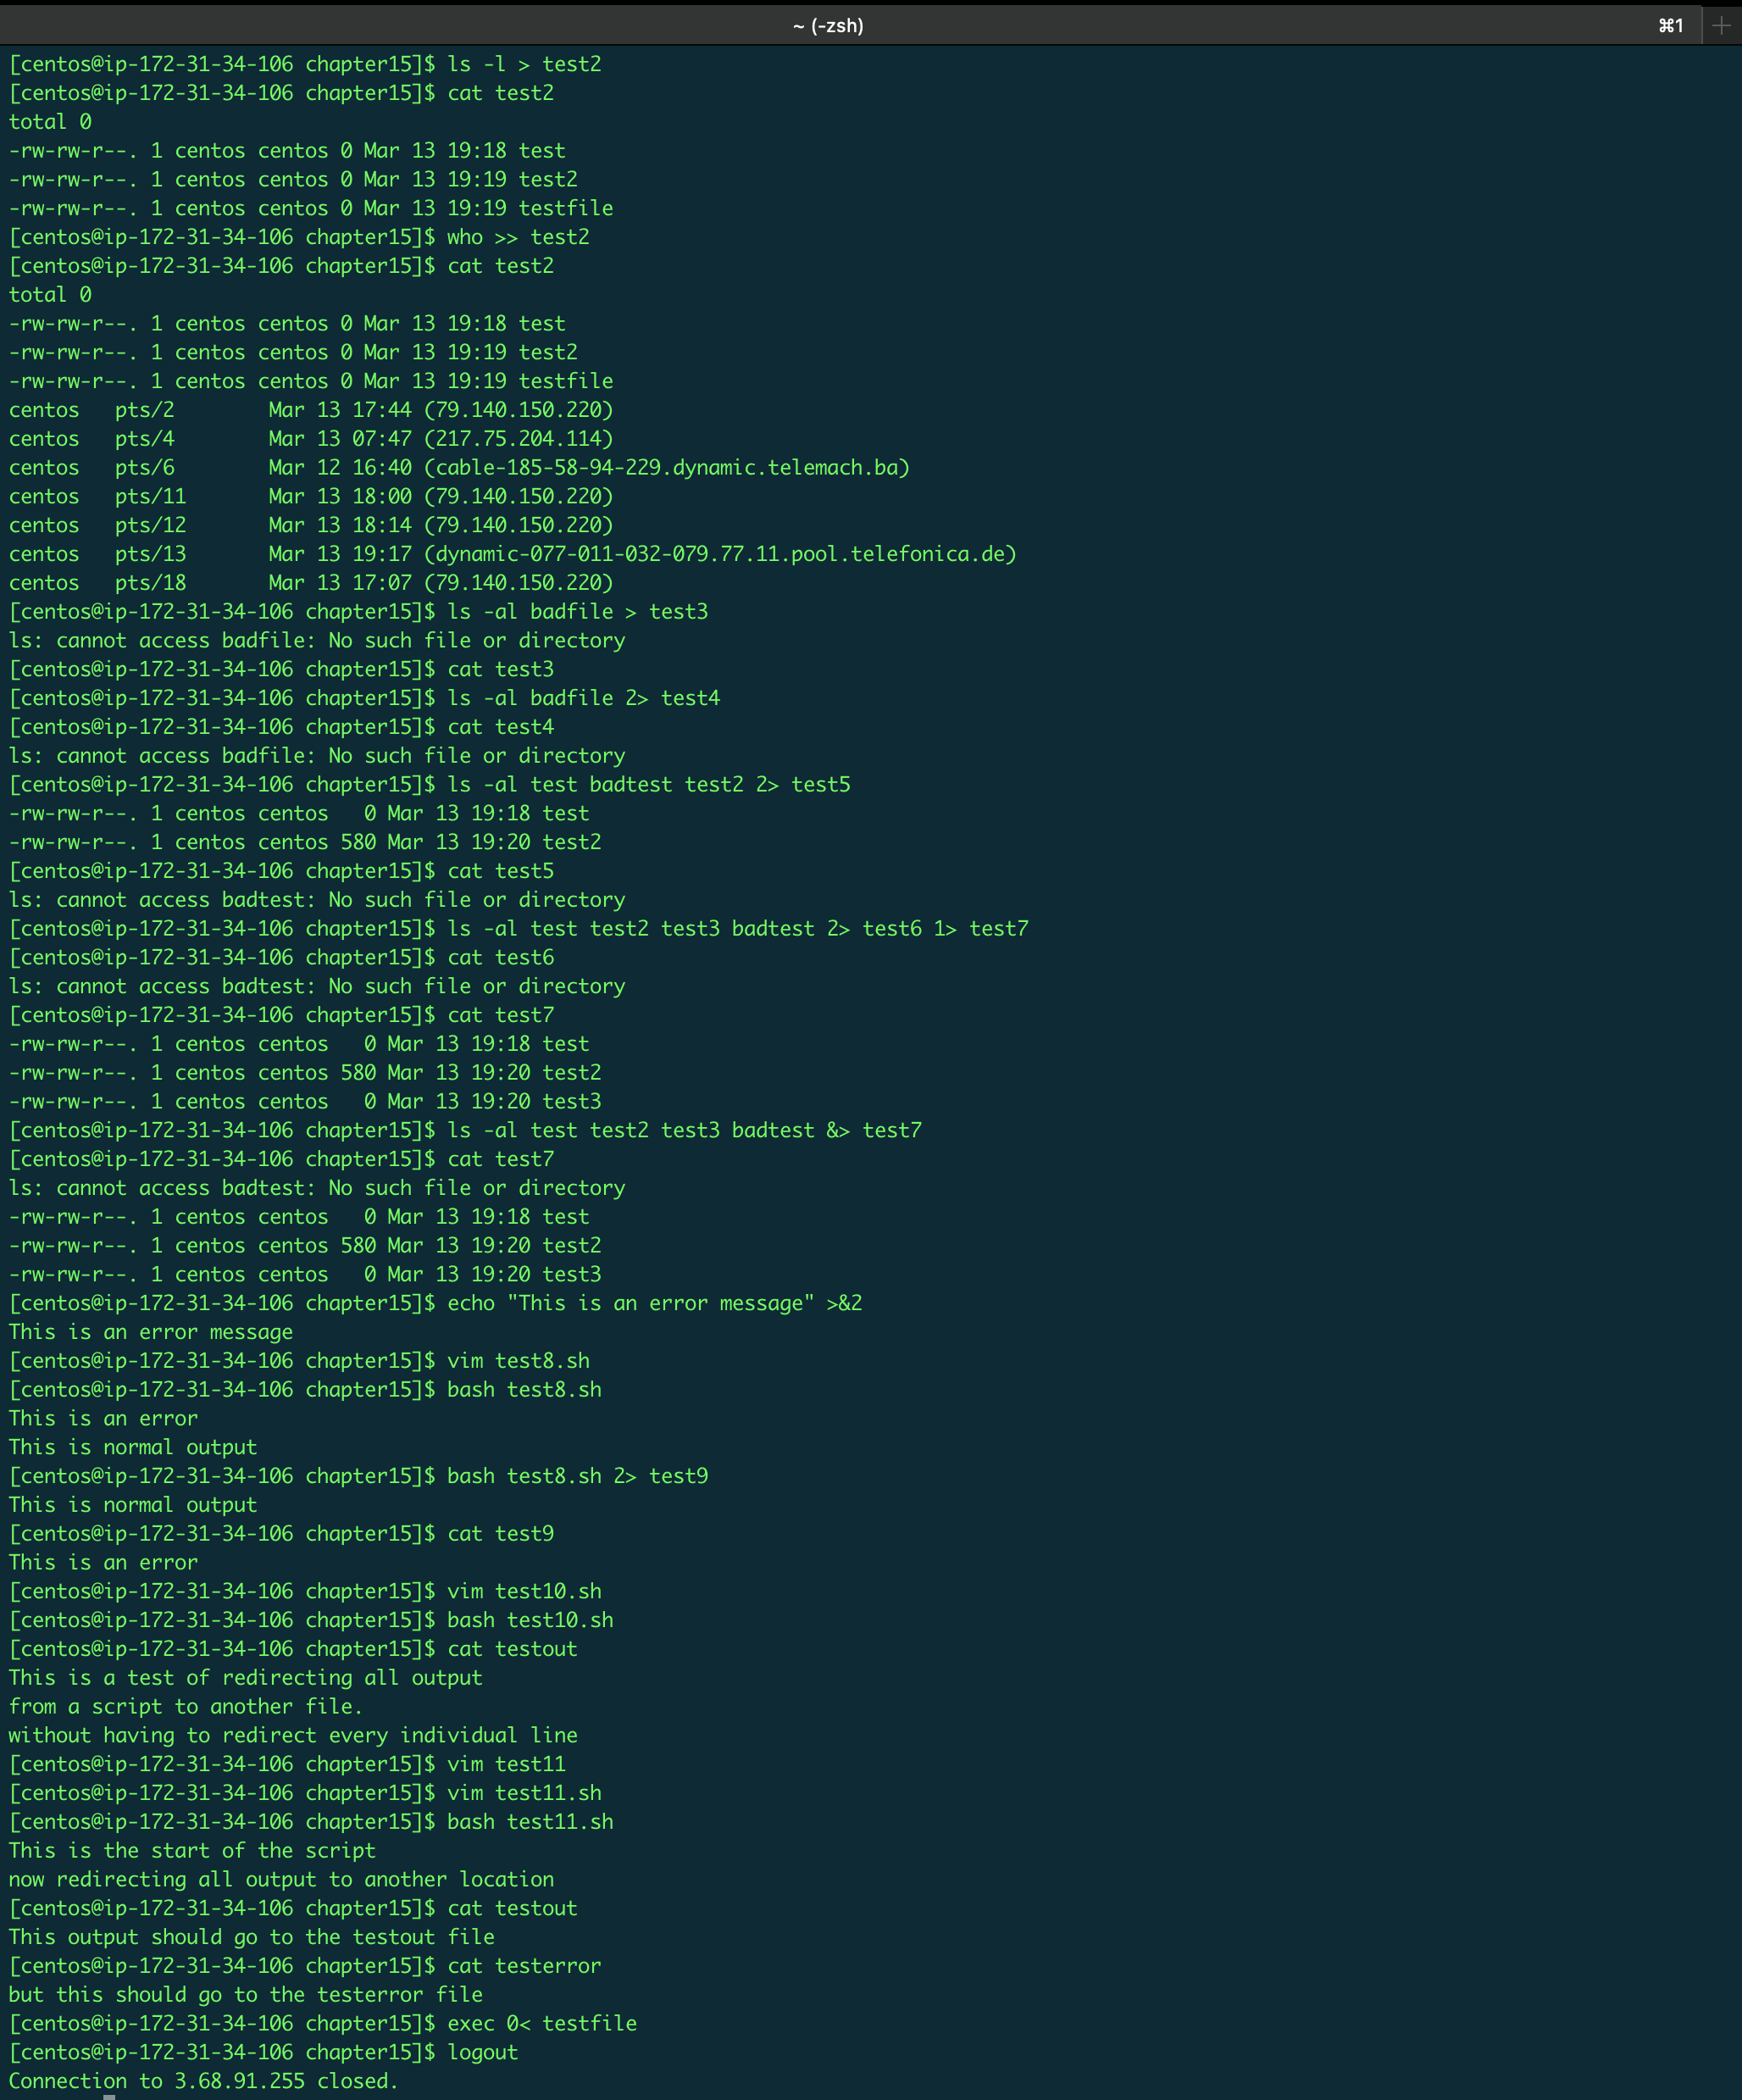 ~ (-zsh)
⌘1
[centos@ip-172-31-34-106 chapter15]$ ls -l > test2
[centos@ip-172-31-34-106 chapter15]$ cat test2
total 0
-rw-rw-r--. 1 centos centos 0 Mar 13 19:18 test
-rw-rw-r--. 1 centos centos 0 Mar 13 19:19 test2
-rw-rw-r--. 1 centos centos 0 Mar 13 19:19 testfile
[centos@ip-172-31-34-106 chapter15]$ who >> test2
[centos@ip-172-31-34-106 chapter15]$ cat test2
total 0
-rw-rw-r--. 1 centos centos 0 Mar 13 19:18 test
-rw-rw-r--. 1 centos centos 0 Mar 13 19:19 test2
-rw-rw-r--. 1 centos centos 0 Mar 13 19:19 testfile
centos   pts/2        Mar 13 17:44 (79.140.150.220)
centos   pts/4        Mar 13 07:47 (217.75.204.114)
centos   pts/6        Mar 12 16:40 (cable-185-58-94-229.dynamic.telemach.ba)
centos   pts/11       Mar 13 18:00 (79.140.150.220)
centos   pts/12       Mar 13 18:14 (79.140.150.220)
centos   pts/13       Mar 13 19:17 (dynamic-077-011-032-079.77.11.pool.telefonica.de)
centos   pts/18       Mar 13 17:07 (79.140.150.220)
[centos@ip-172-31-34-106 chapter15]$ ls -al badfile > test3
ls: cannot access badfile: No such file or directory
[centos@ip-172-31-34-106 chapter15]$ cat test3
[centos@ip-172-31-34-106 chapter15]$ ls -al badfile 2> test4
[centos@ip-172-31-34-106 chapter15]$ cat test4
ls: cannot access badfile: No such file or directory
[centos@ip-172-31-34-106 chapter15]$ ls -al test badtest test2 2> test5
-rw-rw-r--. 1 centos centos   0 Mar 13 19:18 test
-rw-rw-r--. 1 centos centos 580 Mar 13 19:20 test2
[centos@ip-172-31-34-106 chapter15]$ cat test5
ls: cannot access badtest: No such file or directory
[centos@ip-172-31-34-106 chapter15]$ ls -al test test2 test3 badtest 2> test6 1> test7
[centos@ip-172-31-34-106 chapter15]$ cat test6
ls: cannot access badtest: No such file or directory
[centos@ip-172-31-34-106 chapter15]$ cat test7
-rw-rw-r--. 1 centos centos   0 Mar 13 19:18 test
-rw-rw-r--. 1 centos centos 580 Mar 13 19:20 test2
-rw-rw-r--. 1 centos centos   0 Mar 13 19:20 test3
[centos@ip-172-31-34-106 chapter15]$ ls -al test test2 test3 badtest &> test7
[centos@ip-172-31-34-106 chapter15]$ cat test7
ls: cannot access badtest: No such file or directory
-rw-rw-r--. 1 centos centos   0 Mar 13 19:18 test
-rw-rw-r--. 1 centos centos 580 Mar 13 19:20 test2
-rw-rw-r--. 1 centos centos   0 Mar 13 19:20 test3
[centos@ip-172-31-34-106 chapter15]$ echo "This is an error message" >&2
This is an error message
[centos@ip-172-31-34-106 chapter15]$ vim test8.sh
[centos@ip-172-31-34-106 chapter15]$ bash test8.sh
This is an error
This is normal output
[centos@ip-172-31-34-106 chapter15]$ bash test8.sh 2> test9
This is normal output
[centos@ip-172-31-34-106 chapter15]$ cat test9
This is an error
[centos@ip-172-31-34-106 chapter15]$ vim test10.sh
[centos@ip-172-31-34-106 chapter15]$ bash test10.sh
[centos@ip-172-31-34-106 chapter15]$ cat testout
This is a test of redirecting all output
from a script to another file.
without having to redirect every individual line
[centos@ip-172-31-34-106 chapter15]$ vim test11
[centos@ip-172-31-34-106 chapter15]$ vim test11.sh
[centos@ip-172-31-34-106 chapter15]$ bash test11.sh
This is the start of the script
now redirecting all output to another location
[centos@ip-172-31-34-106 chapter15]$ cat testout
This output should go to the testout file
[centos@ip-172-31-34-106 chapter15]$ cat testerror
but this should go to the testerror file
[centos@ip-172-31-34-106 chapter15]$ exec 0< testfile
[centos@ip-172-31-34-106 chapter15]$ logout
Connection to 3.68.91.255 closed.